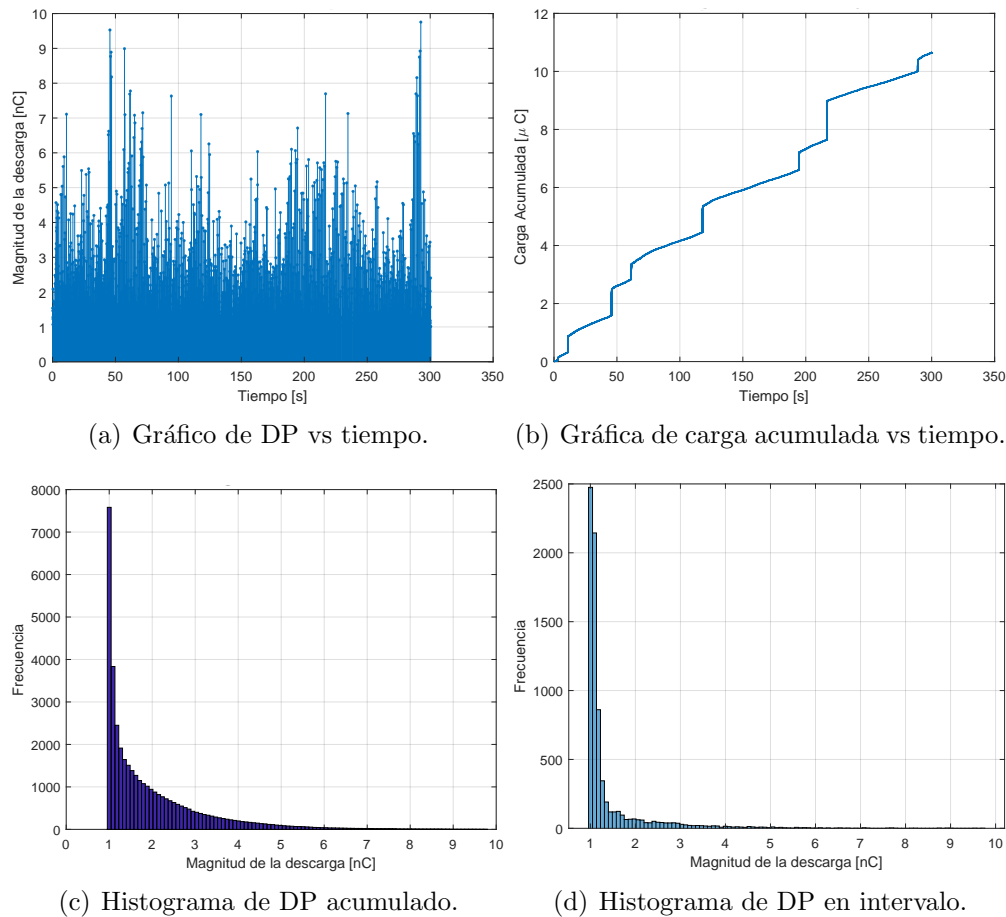 10
9
8
7
6
5
4
3
2
1
0
Magnitud de la descarga [nC]
0 50 100 150 200 250 300 350
Tiempo [s]
(a) Gráfico de DP vs tiempo.
12
10
8
6
4
2
0
Carga Acumulada [μ C]
0 50 100 150 200 250 300 350
Tiempo [s]
(b) Gráfica de carga acumulada vs tiempo.
8000
7000
6000
5000
4000
3000
2000
1000
0
Frecuencia
0 1 2 3 4 5 6 7 8 9 10
Magnitud de la descarga [nC]
(c) Histograma de DP acumulado.
2500
2000
1500
1000
500
0
Frecuencia
1 2 3 4 5 6 7 8 9 10
Magnitud de la descarga [nC]
(d) Histograma de DP en intervalo.